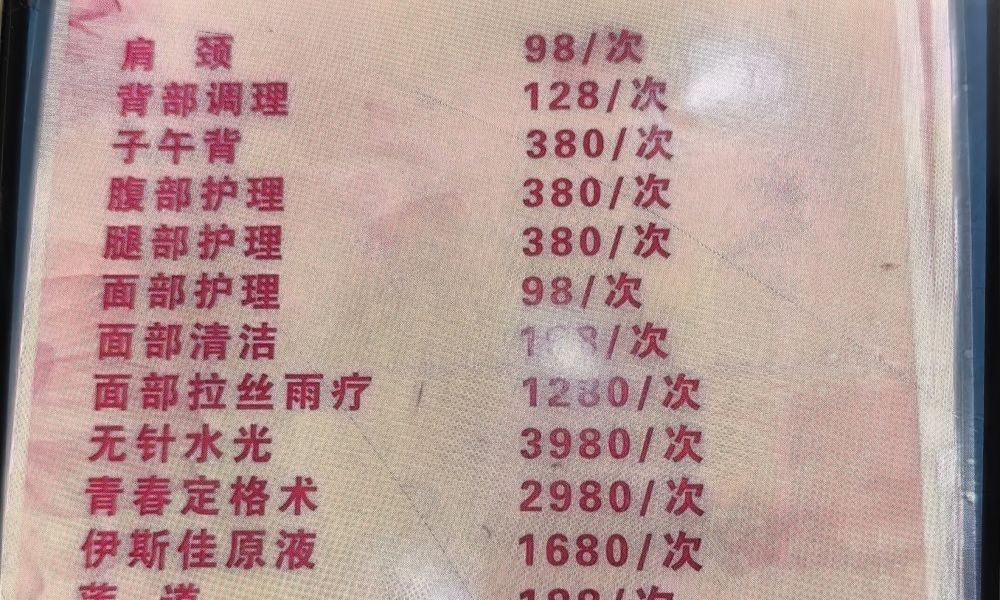 肩 颈 98/次
背部调理 128/次
子午背 380/次
腹部护理 380/次
腿部护理 380/次
面部护理 98/次
面部清洁 /次
面部拉丝雨疗 1280/次
无针水光 3980/次
青春定格术 2980/次
伊斯佳原液 1680/次